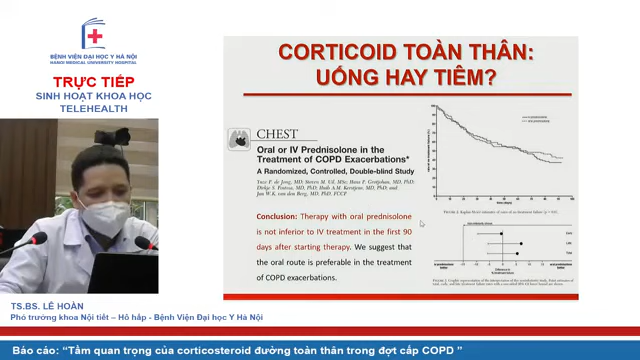 BỆNH VIỆN ĐẠI HỌC Y HÀ NỘI
HANOI MEDICAL UNIVERSITY HOSPITAL
TRỰC TIẾP
SINH HOẠT KHOA HỌC
TELEHEALTH
CORTICOID TOÀN THÂN:
UỐNG HAY TIÊM?
CHEST
Oral or IV Prednisolone in the
Treatment of COPD Exacerbations*
A Randomized, Controlled, Double-blind Study
Conclusion: Therapy with oral prednisolone
is not inferior to IV treatment in the first 90
days after starting therapy. We suggest that
the oral route is preferable in the treatment
of COPD exacerbations.
TS.BS. LÊ HOÀN
Phó trưởng khoa Nội tiết – Hô hấp - Bệnh Viện Đại học Y Hà Nội
Báo cáo: “Tầm quan trọng của corticosteroid đường toàn thân trong đợt cấp COPD ”